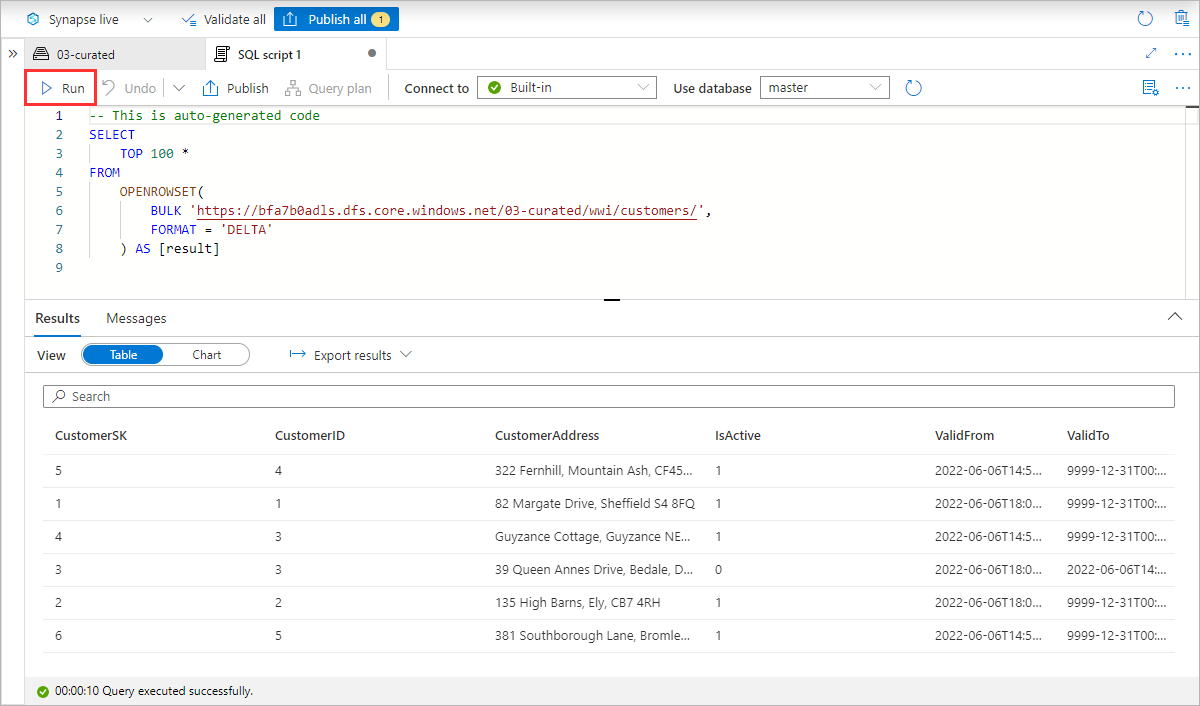 Synapse live Validate all Publish all 1
03-curated SQL script 1
Run Undo Publish Query plan Connect to Built-in Use database master
1 -- This is auto-generated code
2 SELECT
3 TOP 100 *
4 FROM
5 OPENROWSET(
6 BULK 'https://bfa7b0adls.dfs.core.windows.net/03-curated/wwi/customers/',
7 FORMAT = 'DELTA'
8 ) AS [result]
9
Results Messages
View Table Chart Export results
Search
CustomerSK CustomerID CustomerAddress IsActive ValidFrom ValidTo
5 4 322 Fernhill, Mountain Ash, CF45... 1 2022-06-06T14:5... 9999-12-31T00:...
1 1 82 Margate Drive, Sheffield S4 8FQ 1 2022-06-06T18:0... 9999-12-31T00:...
4 3 Guyzance Cottage, Guyzance NE... 1 2022-06-06T14:5... 9999-12-31T00:...
3 3 39 Queen Annes Drive, Bedale, D... 0 2022-06-06T18:0... 2022-06-06T14:...
2 2 135 High Barns, Ely, CB7 4RH 1 2022-06-06T18:0... 9999-12-31T00:...
6 5 381 Southborough Lane, Bromle... 1 2022-06-06T14:5... 9999-12-31T00:...
00:00:10 Query executed successfully.